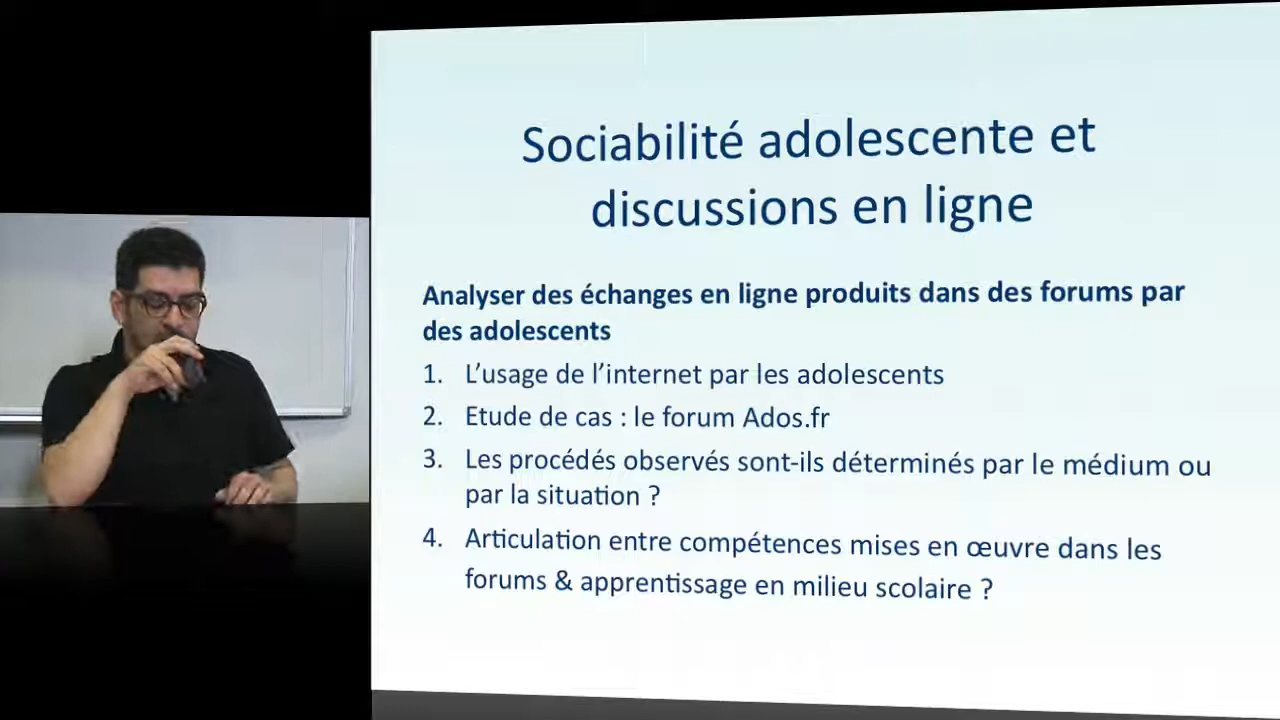 Sociabilité adolescente et
discussions en ligne
Analyser des échanges en ligne produits dans des forums par
des adolescents
1. L’usage de l’internet par les adolescents
2. Etude de cas : le forum Ados.fr
3. Les procédés observés sont-ils déterminés par le médium ou
par la situation ?
4. Articulation entre compétences mises en œuvre dans les
forums & apprentissage en milieu scolaire ?